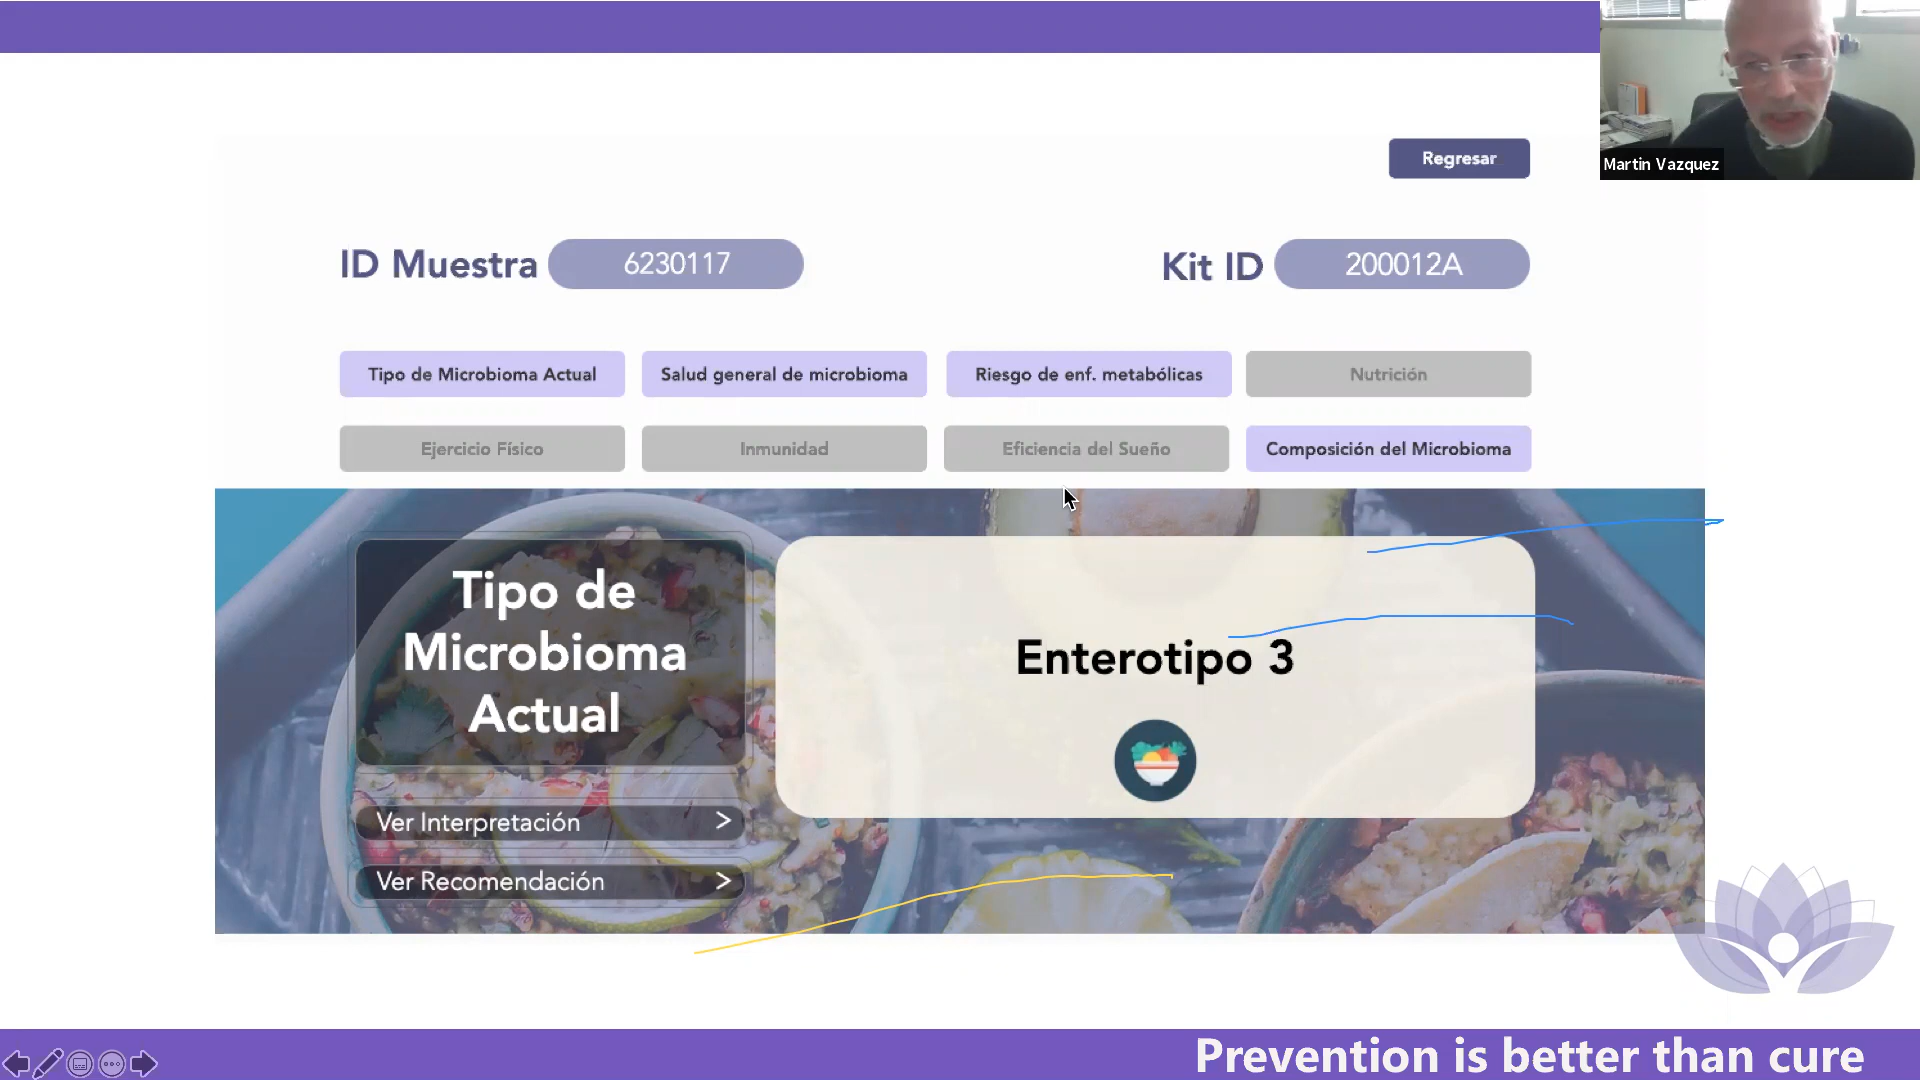 Martin Vazquez
Regresar
ID Muestra 6230117
Kit ID 200012A
Tipo de Microbioma Actual
Salud general de microbioma
Riesgo de enf. metabólicas
Nutrición
Ejercicio Físico
Inmunidad
Eficiencia del Sueño
Composición del Microbioma
Tipo de
Microbioma
Actual
Enterotipo 3
Ver Interpretación >
Ver Recomendación >
Prevention is better than cure